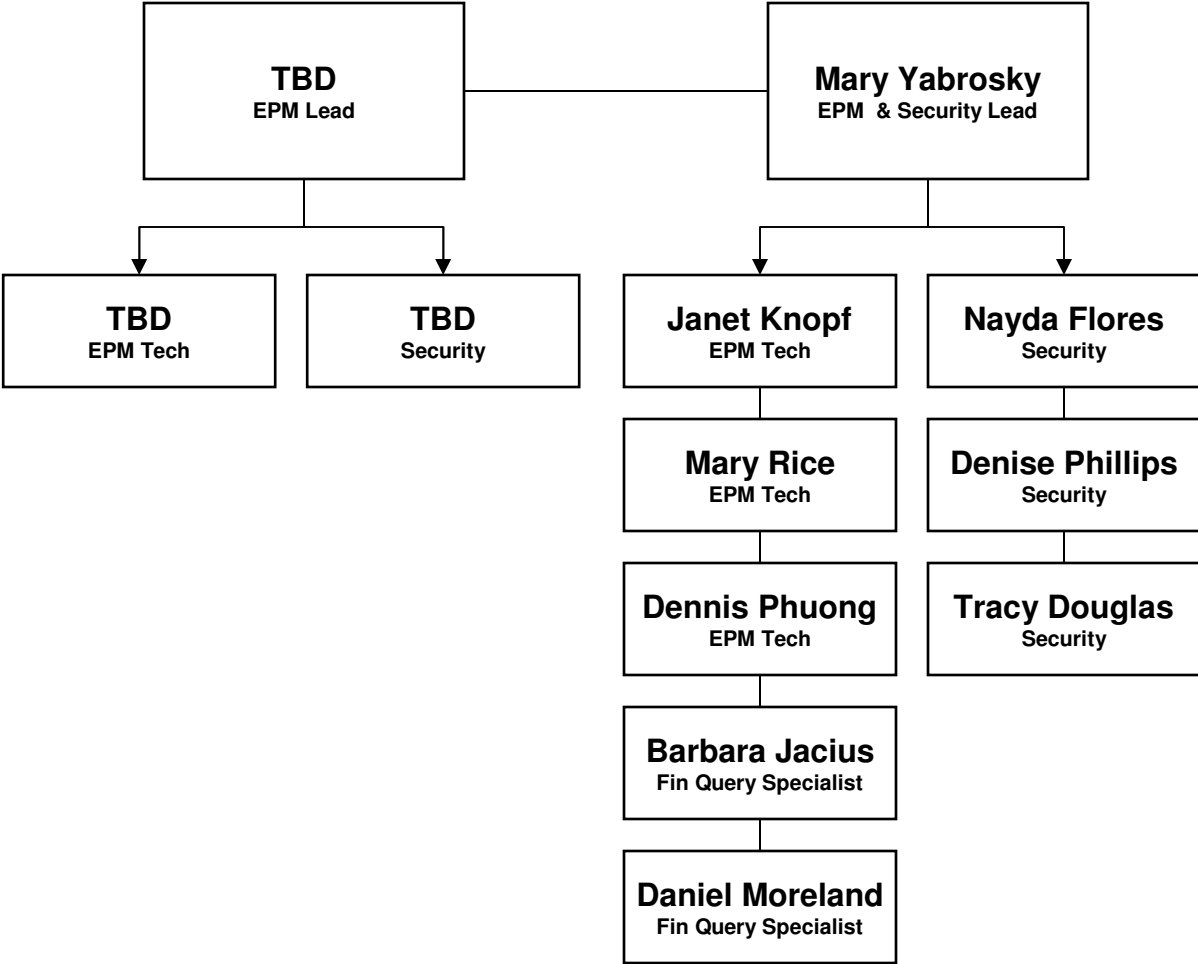 TBD
EPM Lead
Mary Yabrosky
EPM & Security Lead
TBD
EPM Tech
TBD
Security
Janet Knopf
EPM Tech
Nayda Flores
Security
Mary Rice
EPM Tech
Denise Phillips
Security
Dennis Phuong
EPM Tech
Tracy Douglas
Security
Barbara Jacius
Fin Query Specialist
Daniel Moreland
Fin Query Specialist